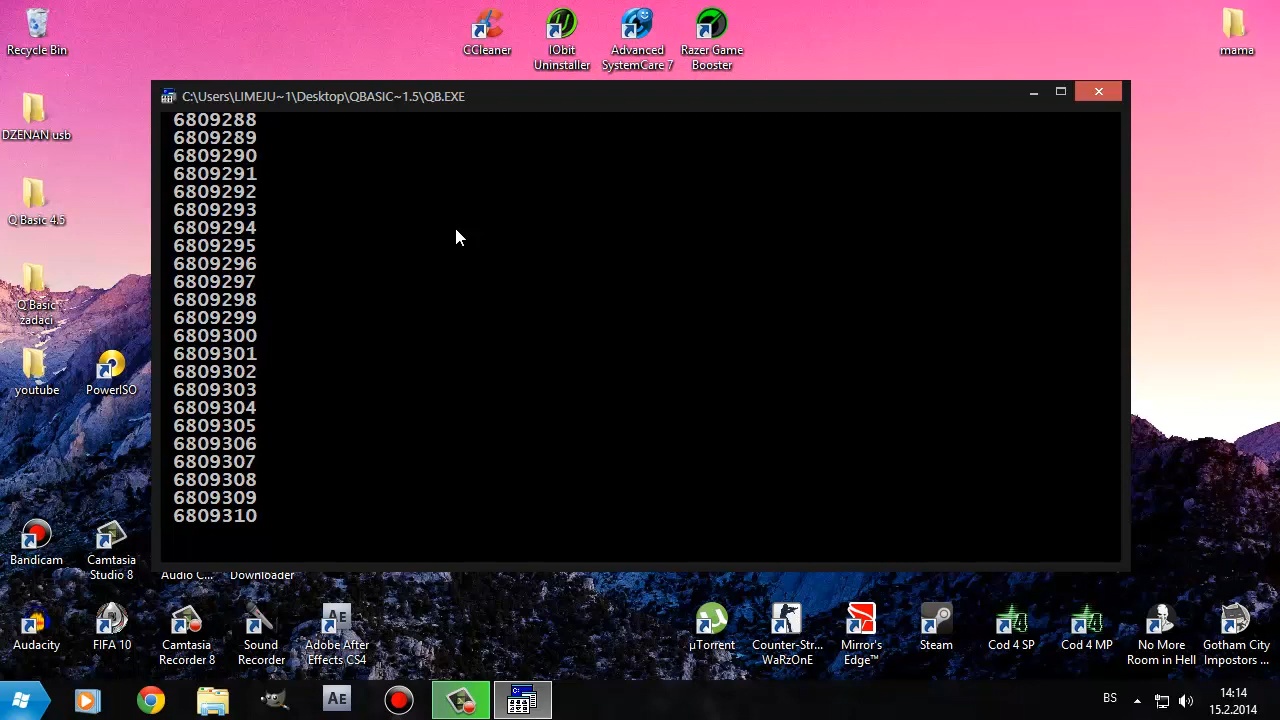 Recycle Bin
CCleaner
IObit
Uninstaller
Advanced
SystemCare 7
Razer Game
Booster
mama
DZENAN usb
Q.Basic 4.5
Q Basic
zadaci
youtube
PowerISO
C:\Users\LIMEJU~1\Desktop\QBASIC~1.5\QB.EXE
6809288
6809289
6809290
6809291
6809292
6809293
6809294
6809295
6809296
6809297
6809298
6809299
6809300
6809301
6809302
6809303
6809304
6809305
6809306
6809307
6809308
6809309
6809310
Bandicam
Camtasia
Studio 8
Audio C...
Downloader
Audacity
FIFA 10
Camtasia
Recorder 8
Sound
Recorder
AE
Adobe After
Effects CS4
µTorrent
Counter-Str...
WaRzOnE
Mirror's
Edge™
Steam
Cod 4 SP
Cod 4 MP
No More
Room in Hell
Gotham City
Impostors ...
AE
BS
14:14
15.2.2014